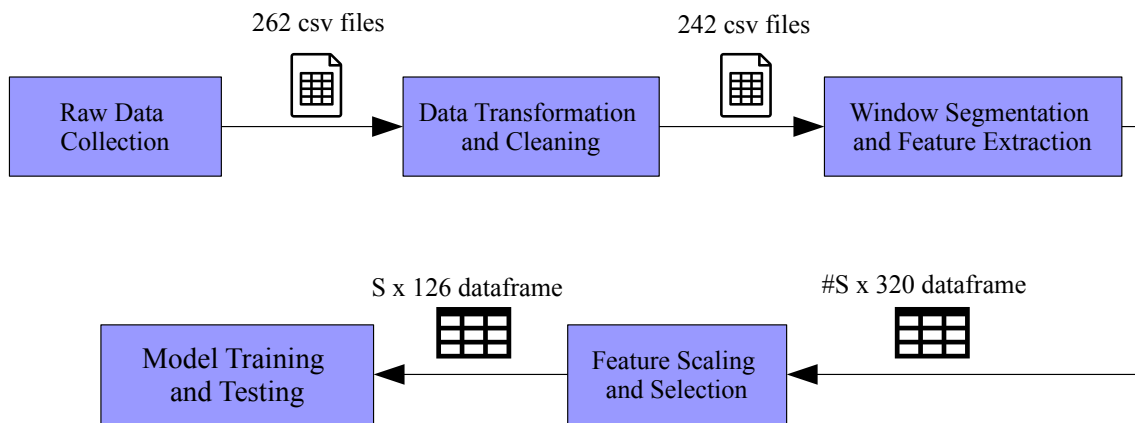 262 csv files
242 csv files
Raw Data
Collection
Data Transformation
and Cleaning
Window Segmentation
and Feature Extraction
S x 126 dataframe
#S x 320 dataframe
Model Training
and Testing
Feature Scaling
and Selection